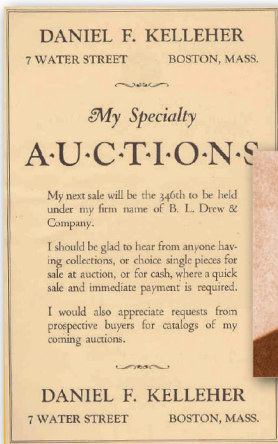 DANIEL F. KELLEHER
7 WATER STREET BOSTON, MASS.
My Specialty
A·U·C·T·I·O·N·S
My next sale will be the 346th to be held
under my firm name of B. L. Drew &
Company.
I should be glad to hear from anyone hav-
ing collections, or choice single pieces for
sale at auction, or for cash, where a quick
sale and immediate payment is required.
I would also appreciate requests from
prospective buyers for catalogs of my
coming auctions.
DANIEL F. KELLEHER
7 WATER STREET BOSTON, MASS.